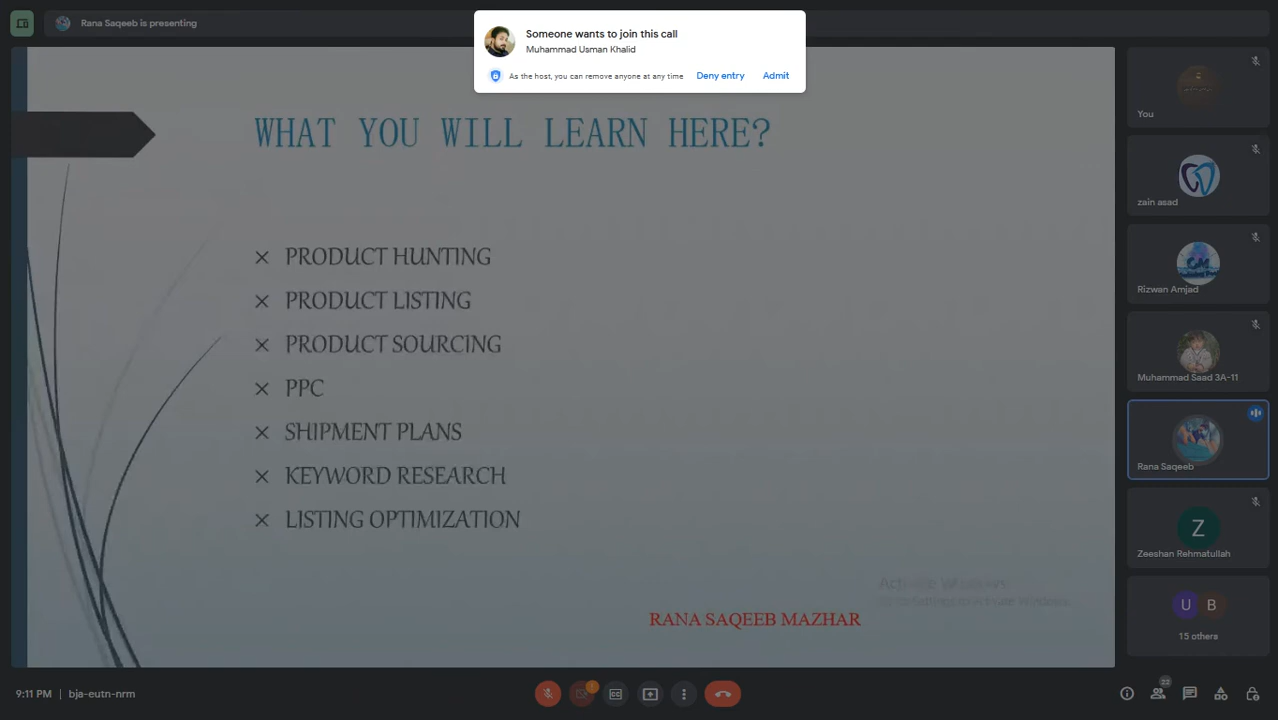 Rana Saqeeb is presenting
Someone wants to join this call
Muhammad Usman Khalid
As the host, you can remove anyone at any time
Deny entry
Admit
WHAT YOU WILL LEARN HERE?
PRODUCT HUNTING
PRODUCT LISTING
PRODUCT SOURCING
PPC
SHIPMENT PLANS
KEYWORD RESEARCH
LISTING OPTIMIZATION
RANA SAQEEB MAZHAR
Activate Windows
You
zain asad
Rizwan Amjad
Muhammad Saad 3A-11
Rana Saqeeb
Z
Zeeshan Rehmatullah
U B
15 others
9:11 PM | bja-eutn-nrm
22